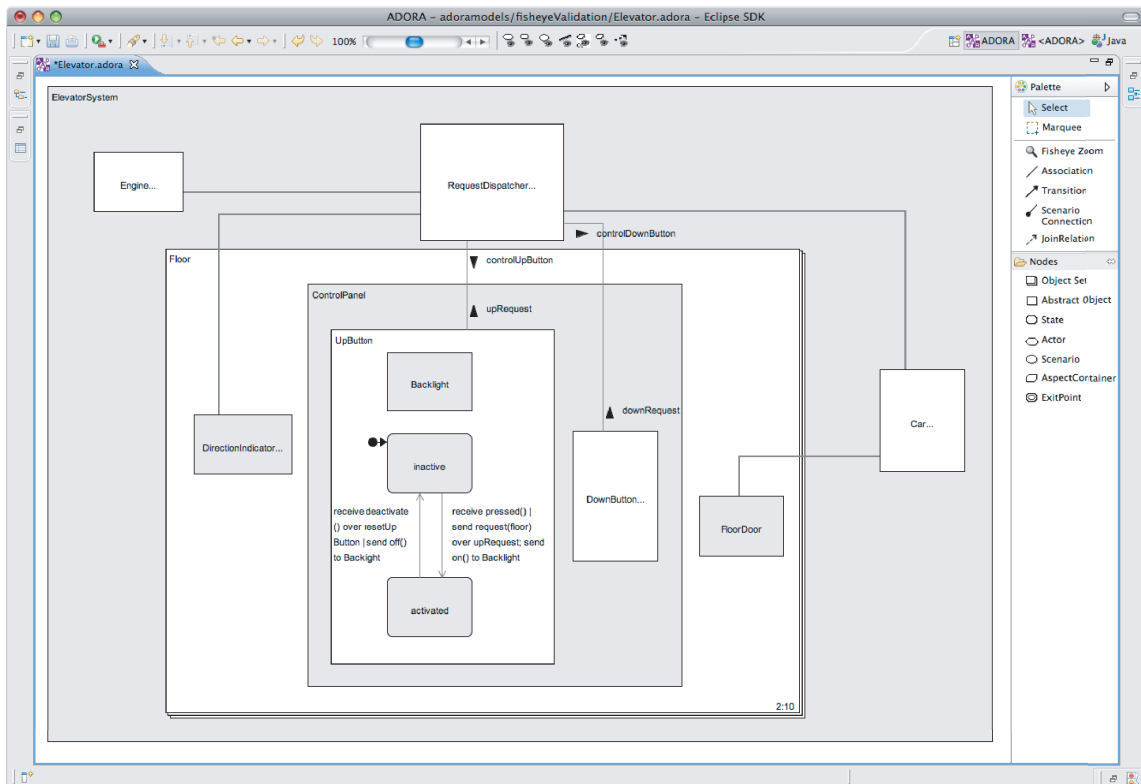 ADORA – adoramodels/fisheyeValidation/Elevator.adora – Eclipse SDK
100%
ADORA
<ADORA>
Java
*Elevator.adora
ElevatorSystem
Engine...
RequestDispatcher...
controlDownButton
Floor
controlUpButton
ControlPanel
upRequest
UpButton
Backlight
downRequest
DirectionIndicator...
inactive
Car...
DownButton...
receive deactivate
() over resetUp
Button | send off()
to Backight
receive pressed() |
send request(floor)
over upRequest; send
on() to Backlight
FloorDoor
activated
2:10
Palette
Select
Marquee
Fisheye Zoom
Association
Transition
Scenario
Connection
JoinRelation
Nodes
Object Set
Abstract Object
State
Actor
Scenario
AspectContainer
ExitPoint